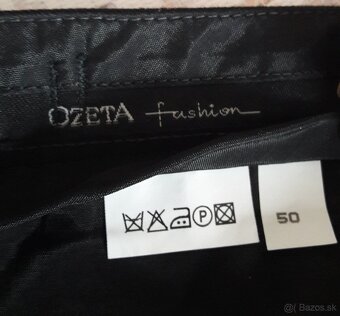 OZETA fashion
P
50
@ Bazos.sk